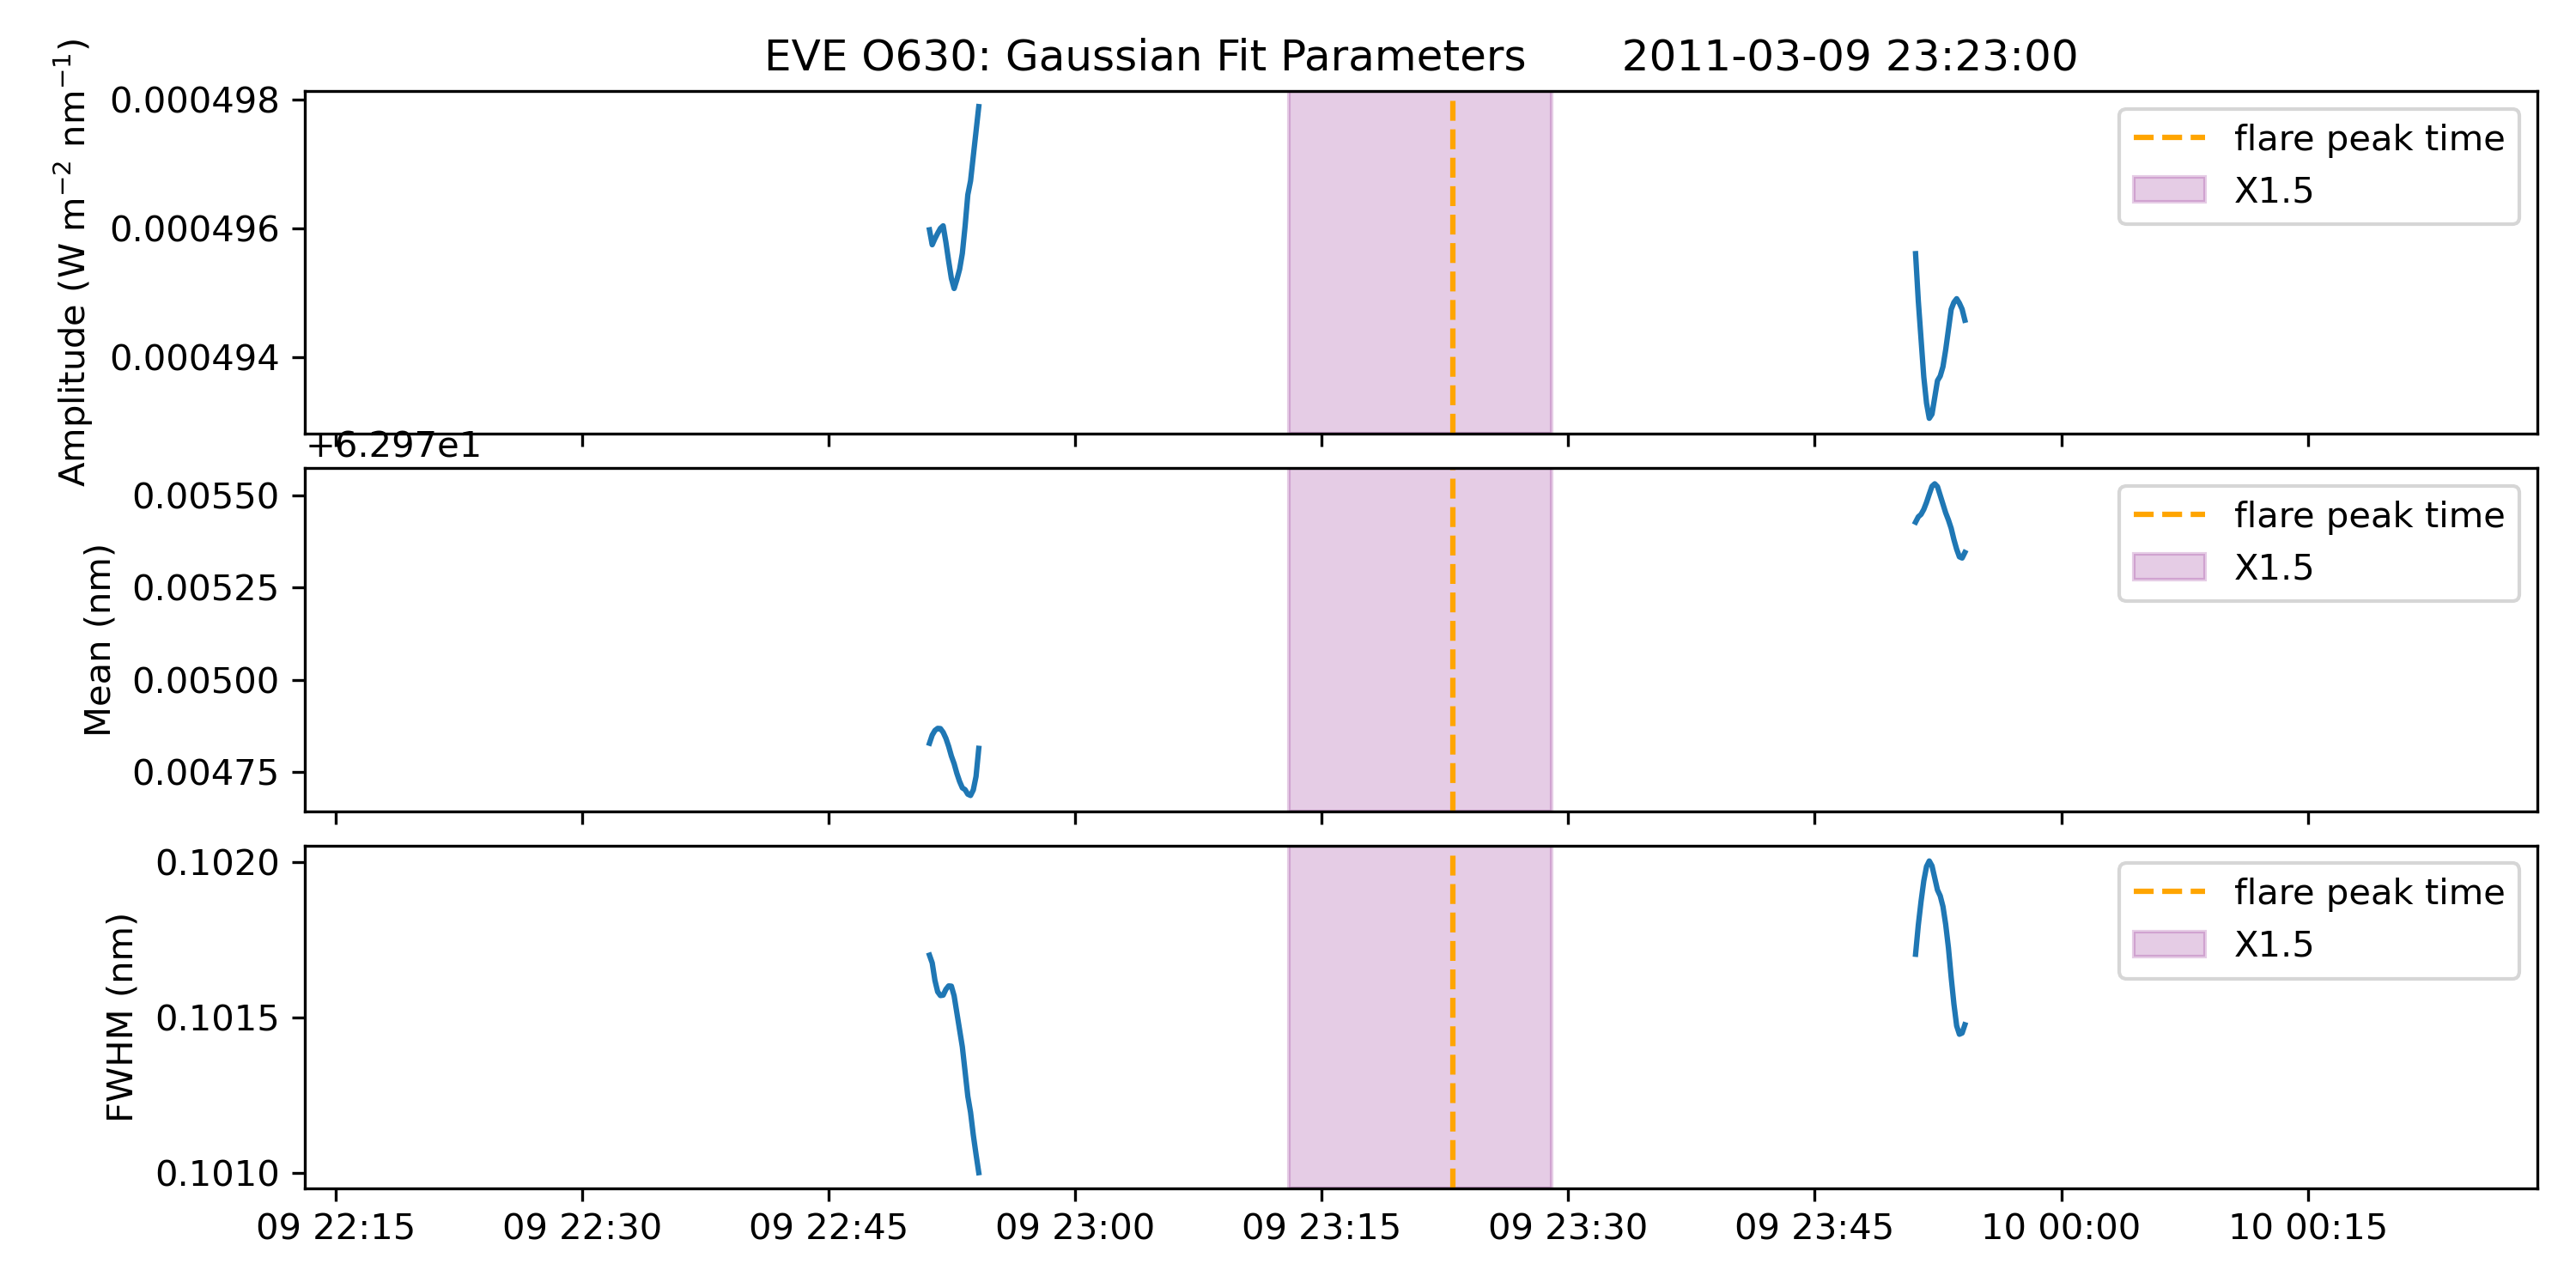 EVE O630: Gaussian Fit Parameters 2011-03-09 23:23:00
Amplitude (W m⁻² nm⁻¹)
0.000498
0.000496
0.000494
flare peak time
X1.5
+6.297e1
Mean (nm)
0.00550
0.00525
0.00500
0.00475
flare peak time
X1.5
FWHM (nm)
0.1020
0.1015
0.1010
flare peak time
X1.5
09 22:15 09 22:30 09 22:45 09 23:00 09 23:15 09 23:30 09 23:45 10 00:00 10 00:15